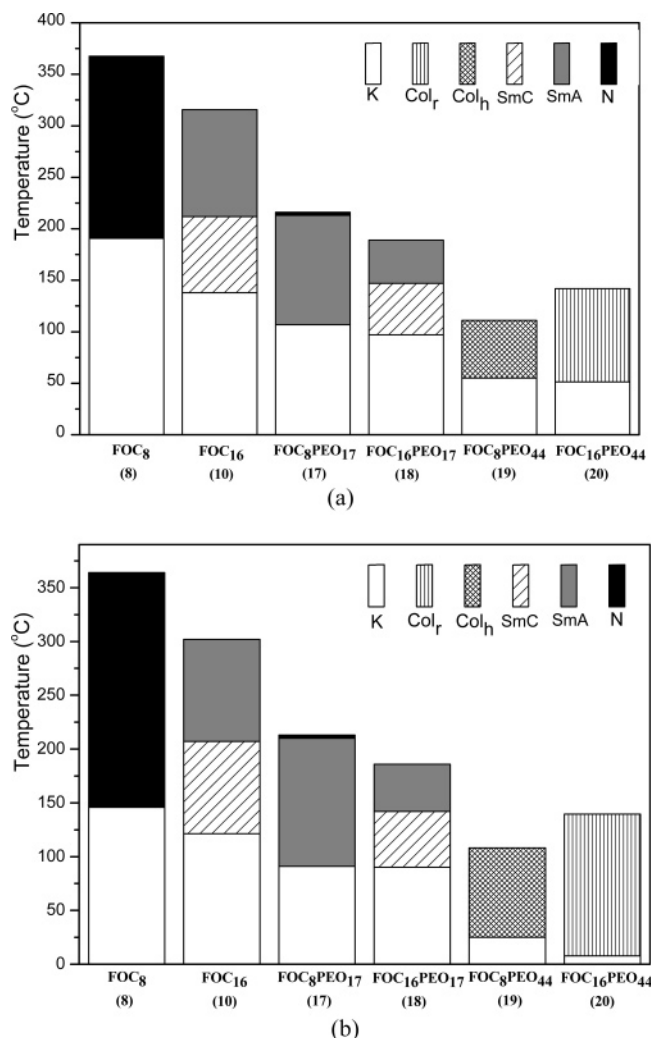 400
350
300
250
200
150
100
50
0
Temperature (°C)
K Colr Colh SmC SmA N
FOC8 FOC16 FOC8PEO17 FOC16PEO17 FOC8PEO44 FOC16PEO44
(8) (10) (17) (18) (19) (20)
(a)
350
300
250
200
150
100
50
0
Temperature (°C)
K Colr Colh SmC SmA N
FOC8 FOC16 FOC8PEO17 FOC16PEO17 FOC8PEO44 FOC16PEO44
(8) (10) (17) (18) (19) (20)
(b)